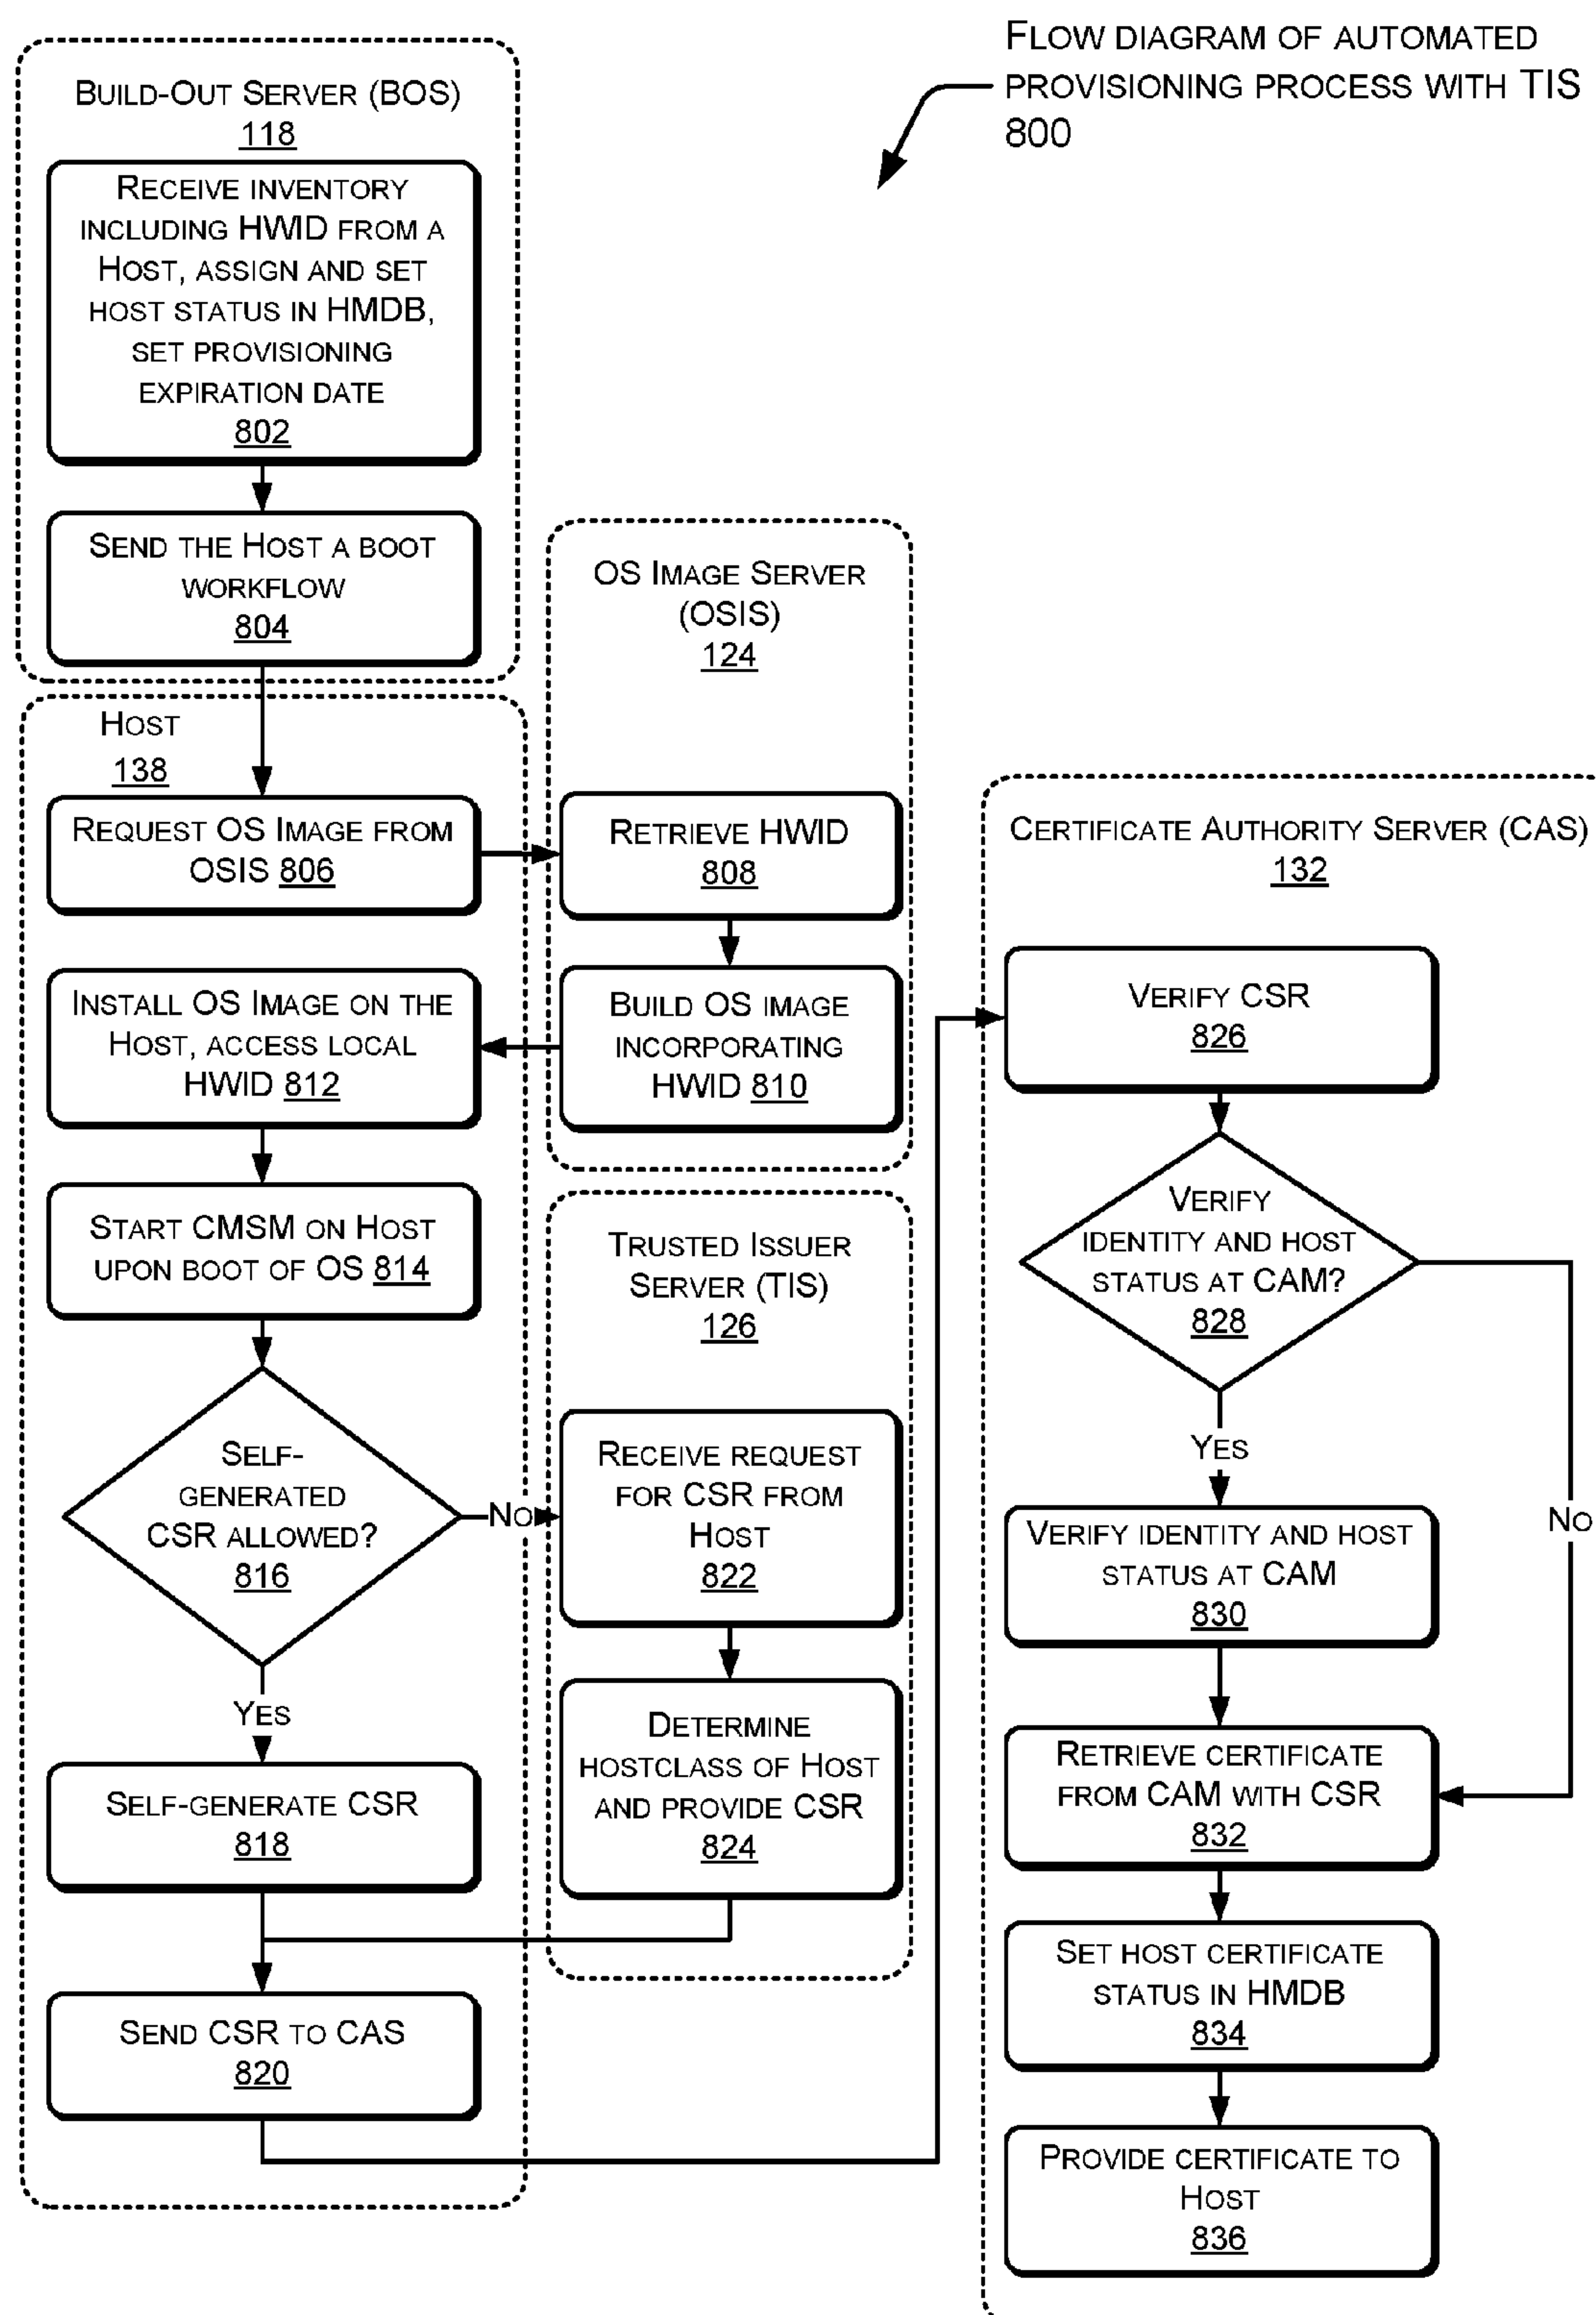 FLOW DIAGRAM OF AUTOMATED
PROVISIONING PROCESS WITH TIS
800
BUILD-OUT SERVER (BOS)
118
RECEIVE INVENTORY
INCLUDING HWID FROM A
HOST, ASSIGN AND SET
HOST STATUS IN HMDB,
SET PROVISIONING
EXPIRATION DATE
802
SEND THE HOST A BOOT
WORKFLOW
804
HOST
138
REQUEST OS IMAGE FROM
OSIS 806
OS IMAGE SERVER
(OSIS)
124
RETRIEVE HWID
808
BUILD OS IMAGE
INCORPORATING
HWID 810
INSTALL OS IMAGE ON THE
HOST, ACCESS LOCAL
HWID 812
START CMSM ON HOST
UPON BOOT OF OS 814
SELF-
GENERATED
CSR ALLOWED?
816
NO
YES
SELF-GENERATE CSR
818
SEND CSR TO CAS
820
TRUSTED ISSUER
SERVER (TIS)
126
RECEIVE REQUEST
FOR CSR FROM
HOST
822
DETERMINE
HOSTCLASS OF HOST
AND PROVIDE CSR
824
CERTIFICATE AUTHORITY SERVER (CAS)
132
VERIFY CSR
826
VERIFY
IDENTITY AND HOST
STATUS AT CAM?
828
YES
NO
VERIFY IDENTITY AND HOST
STATUS AT CAM
830
RETRIEVE CERTIFICATE
FROM CAM WITH CSR
832
SET HOST CERTIFICATE
STATUS IN HMDB
834
PROVIDE CERTIFICATE TO
HOST
836